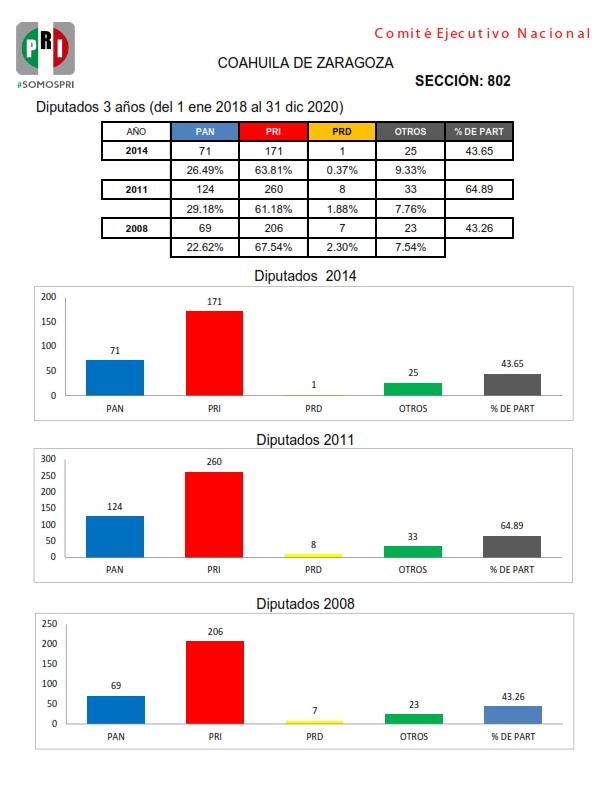 Comité Ejecutivo Nacional
PRI
#SOMOSPRI
COAHUILA DE ZARAGOZA
SECCIÓN: 802
Diputados 3 años (del 1 ene 2018 al 31 dic 2020)
AÑO PAN PRI PRD OTROS % DE PART
2014 71 171 1 25 43.65
26.49% 63.81% 0.37% 9.33%
2011 124 260 8 33 64.89
29.18% 61.18% 1.88% 7.76%
2008 69 206 7 23 43.26
22.62% 67.54% 2.30% 7.54%
Diputados 2014
200
150
100
50
0
71 171 1 25 43.65
PAN PRI PRD OTROS % DE PART
Diputados 2011
300
250
200
150
100
50
0
124 260 8 33 64.89
PAN PRI PRD OTROS % DE PART
Diputados 2008
250
200
150
100
50
0
69 206 7 23 43.26
PAN PRI PRD OTROS % DE PART